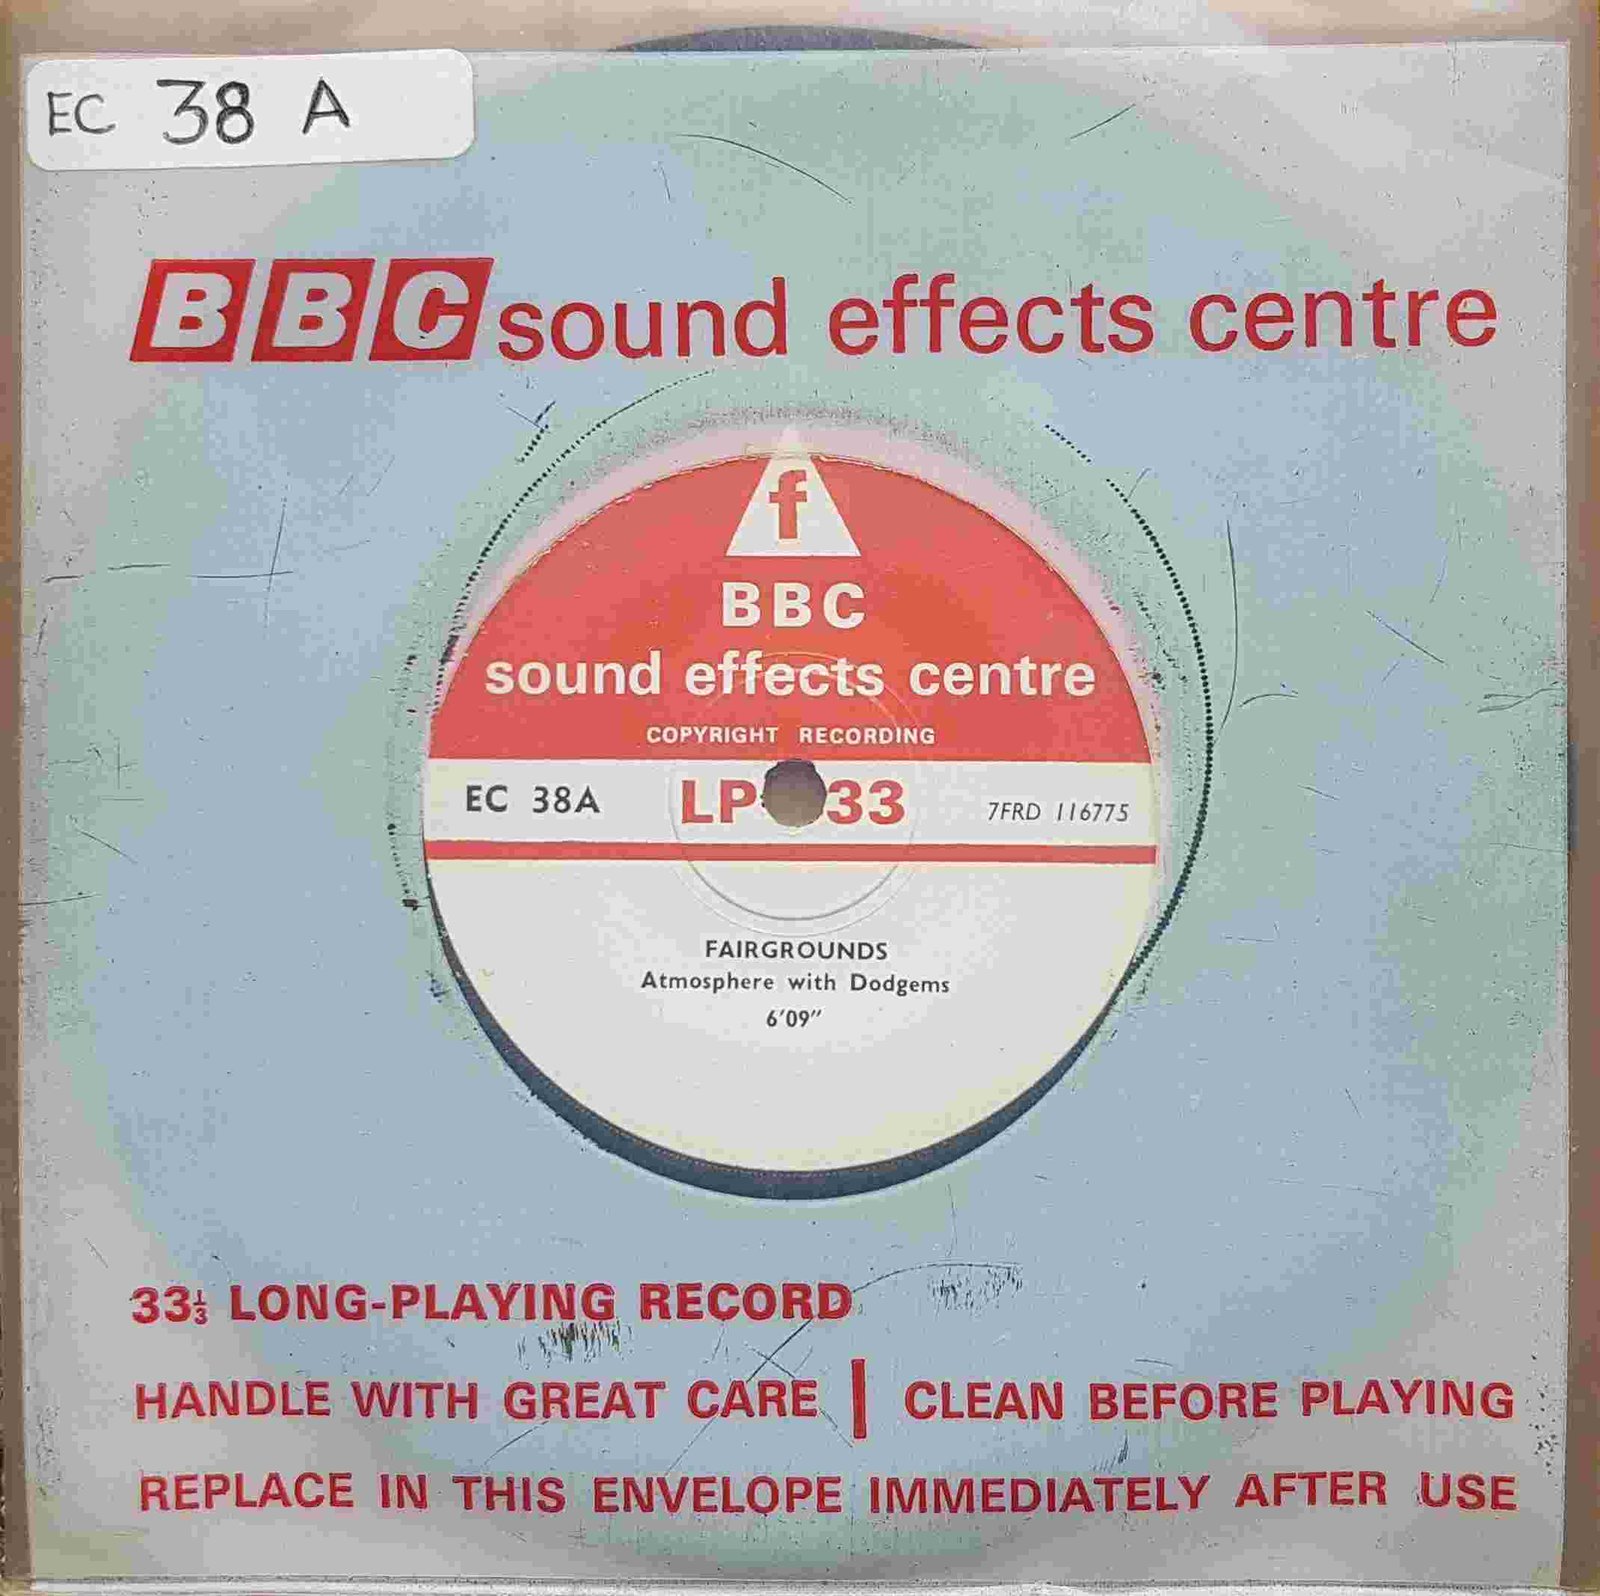 EC 38 A
BBC sound effects centre
f
BBC
sound effects centre
COPYRIGHT RECORDING
EC 38A LP 33 7FRD 116775
FAIRGROUNDS
Atmosphere with Dodgems
6'09"
33⅓ LONG-PLAYING RECORD
HANDLE WITH GREAT CARE | CLEAN BEFORE PLAYING
REPLACE IN THIS ENVELOPE IMMEDIATELY AFTER USE